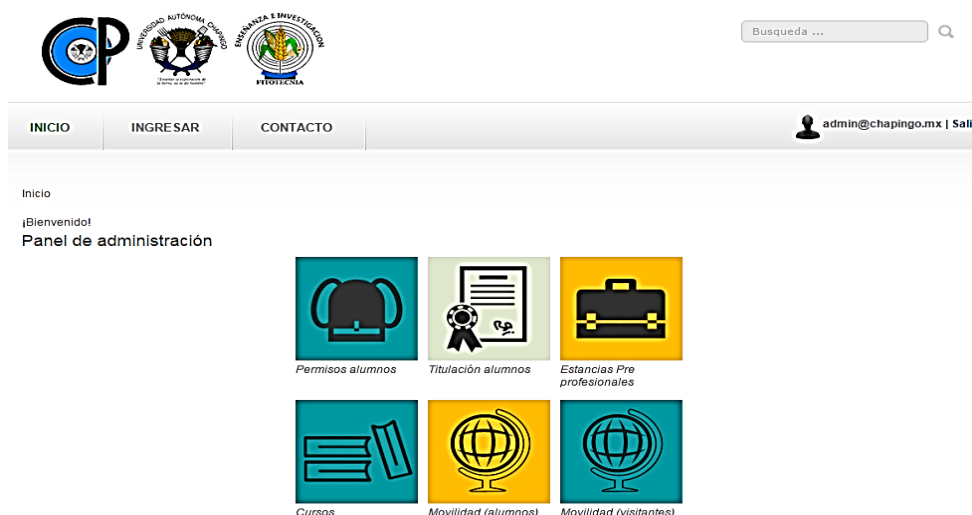 CP
UNIVERSIDAD AUTÓNOMA CHAPINGO
ENSEÑANZA E INVESTIGACIÓN
FITOTECNIA
Busqueda ...
INICIO
INGRESAR
CONTACTO
admin@chapingo.mx | Sali
Inicio
¡Bienvenido!
Panel de administración
Permisos alumnos
Titulación alumnos
Estancias Pre
profesionales
Cursos
Movilidad (alumnos)
Movilidad (visitantes)